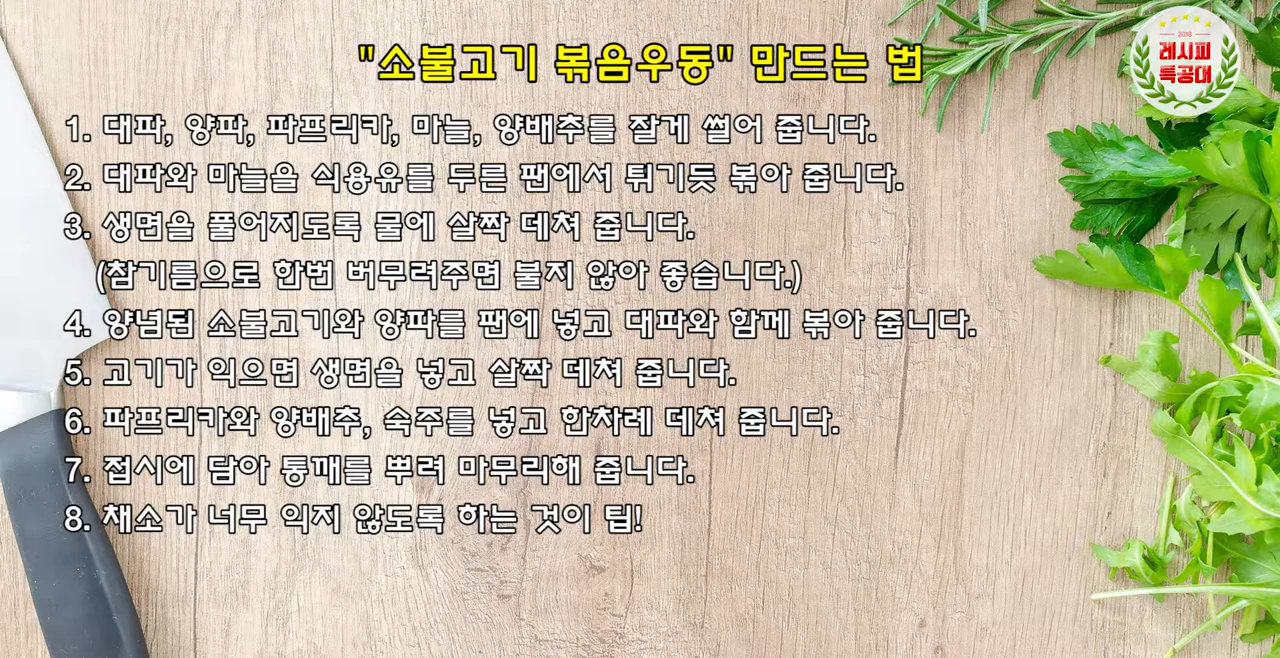 "소불고기 볶음우동" 만드는 법
2018
레시피
특공대
1. 대파, 양파, 파프리카, 마늘, 양배추를 잘게 썰어 줍니다.
2. 대파와 마늘을 식용유를 두른 팬에서 튀기듯 볶아 줍니다.
3. 생면을 풀어지도록 물에 살짝 데쳐 줍니다.
(참기름으로 한번 버무려주면 불지 않아 좋습니다.)
4. 양념됨 소불고기와 양파를 팬에 넣고 대파와 함께 볶아 줍니다.
5. 고기가 익으면 생면을 넣고 살짝 데쳐 줍니다.
6. 파프리카와 양배추, 숙주를 넣고 한차례 데쳐 줍니다.
7. 접시에 담아 통깨를 뿌려 마무리해 줍니다.
8. 채소가 너무 익지 않도록 하는 것이 팁!